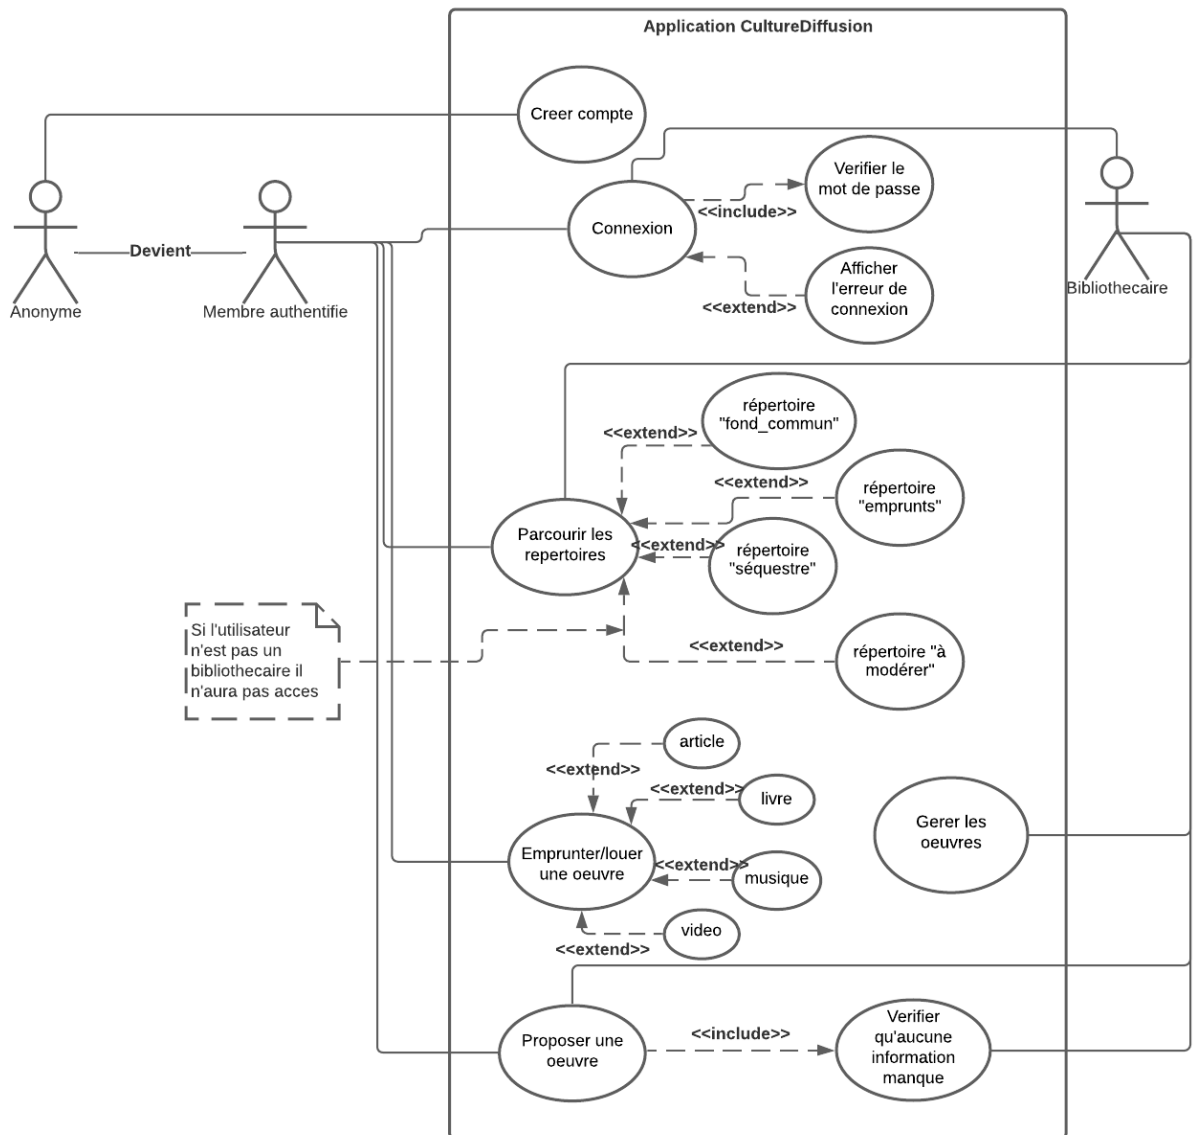 Application CultureDiffusion
Creer compte
Verifier le
mot de passe
<<include>>
Connexion
Devient
Afficher
l'erreur de
connexion
<<extend>>
Anonyme
Membre authentifie
Bibliothecaire
répertoire
"fond_commun"
<<extend>>
<<extend>>
répertoire
"emprunts"
Parcourir les
repertoires
<<extend>>
répertoire
"séquestre"
Si l'utilisateur
n'est pas un
bibliothecaire il
n'aura pas acces
<<extend>>
répertoire "à
modérer"
article
<<extend>>
<<extend>>
livre
Gerer les
oeuvres
Emprunter/louer
une oeuvre
<<extend>>
musique
video
<<extend>>
Proposer une
oeuvre
<<include>>
Verifier
qu'aucune
information
manque